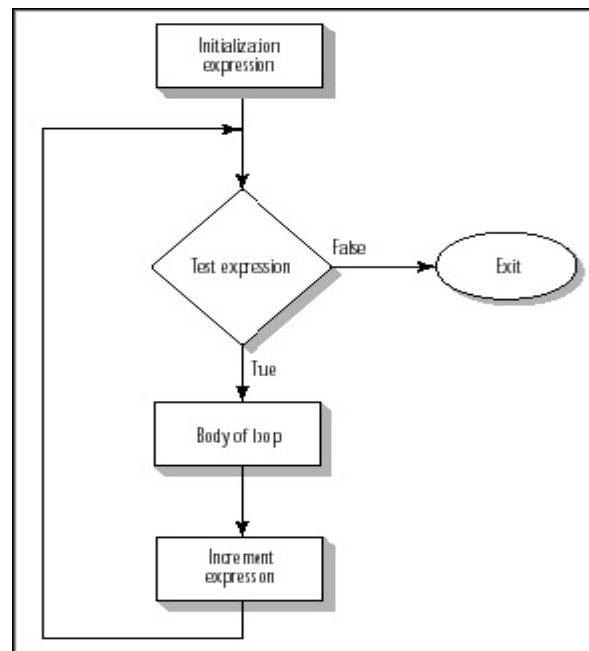 Initialization
expression
Test expression
False
Exit
True
Body of loop
Increment
expression